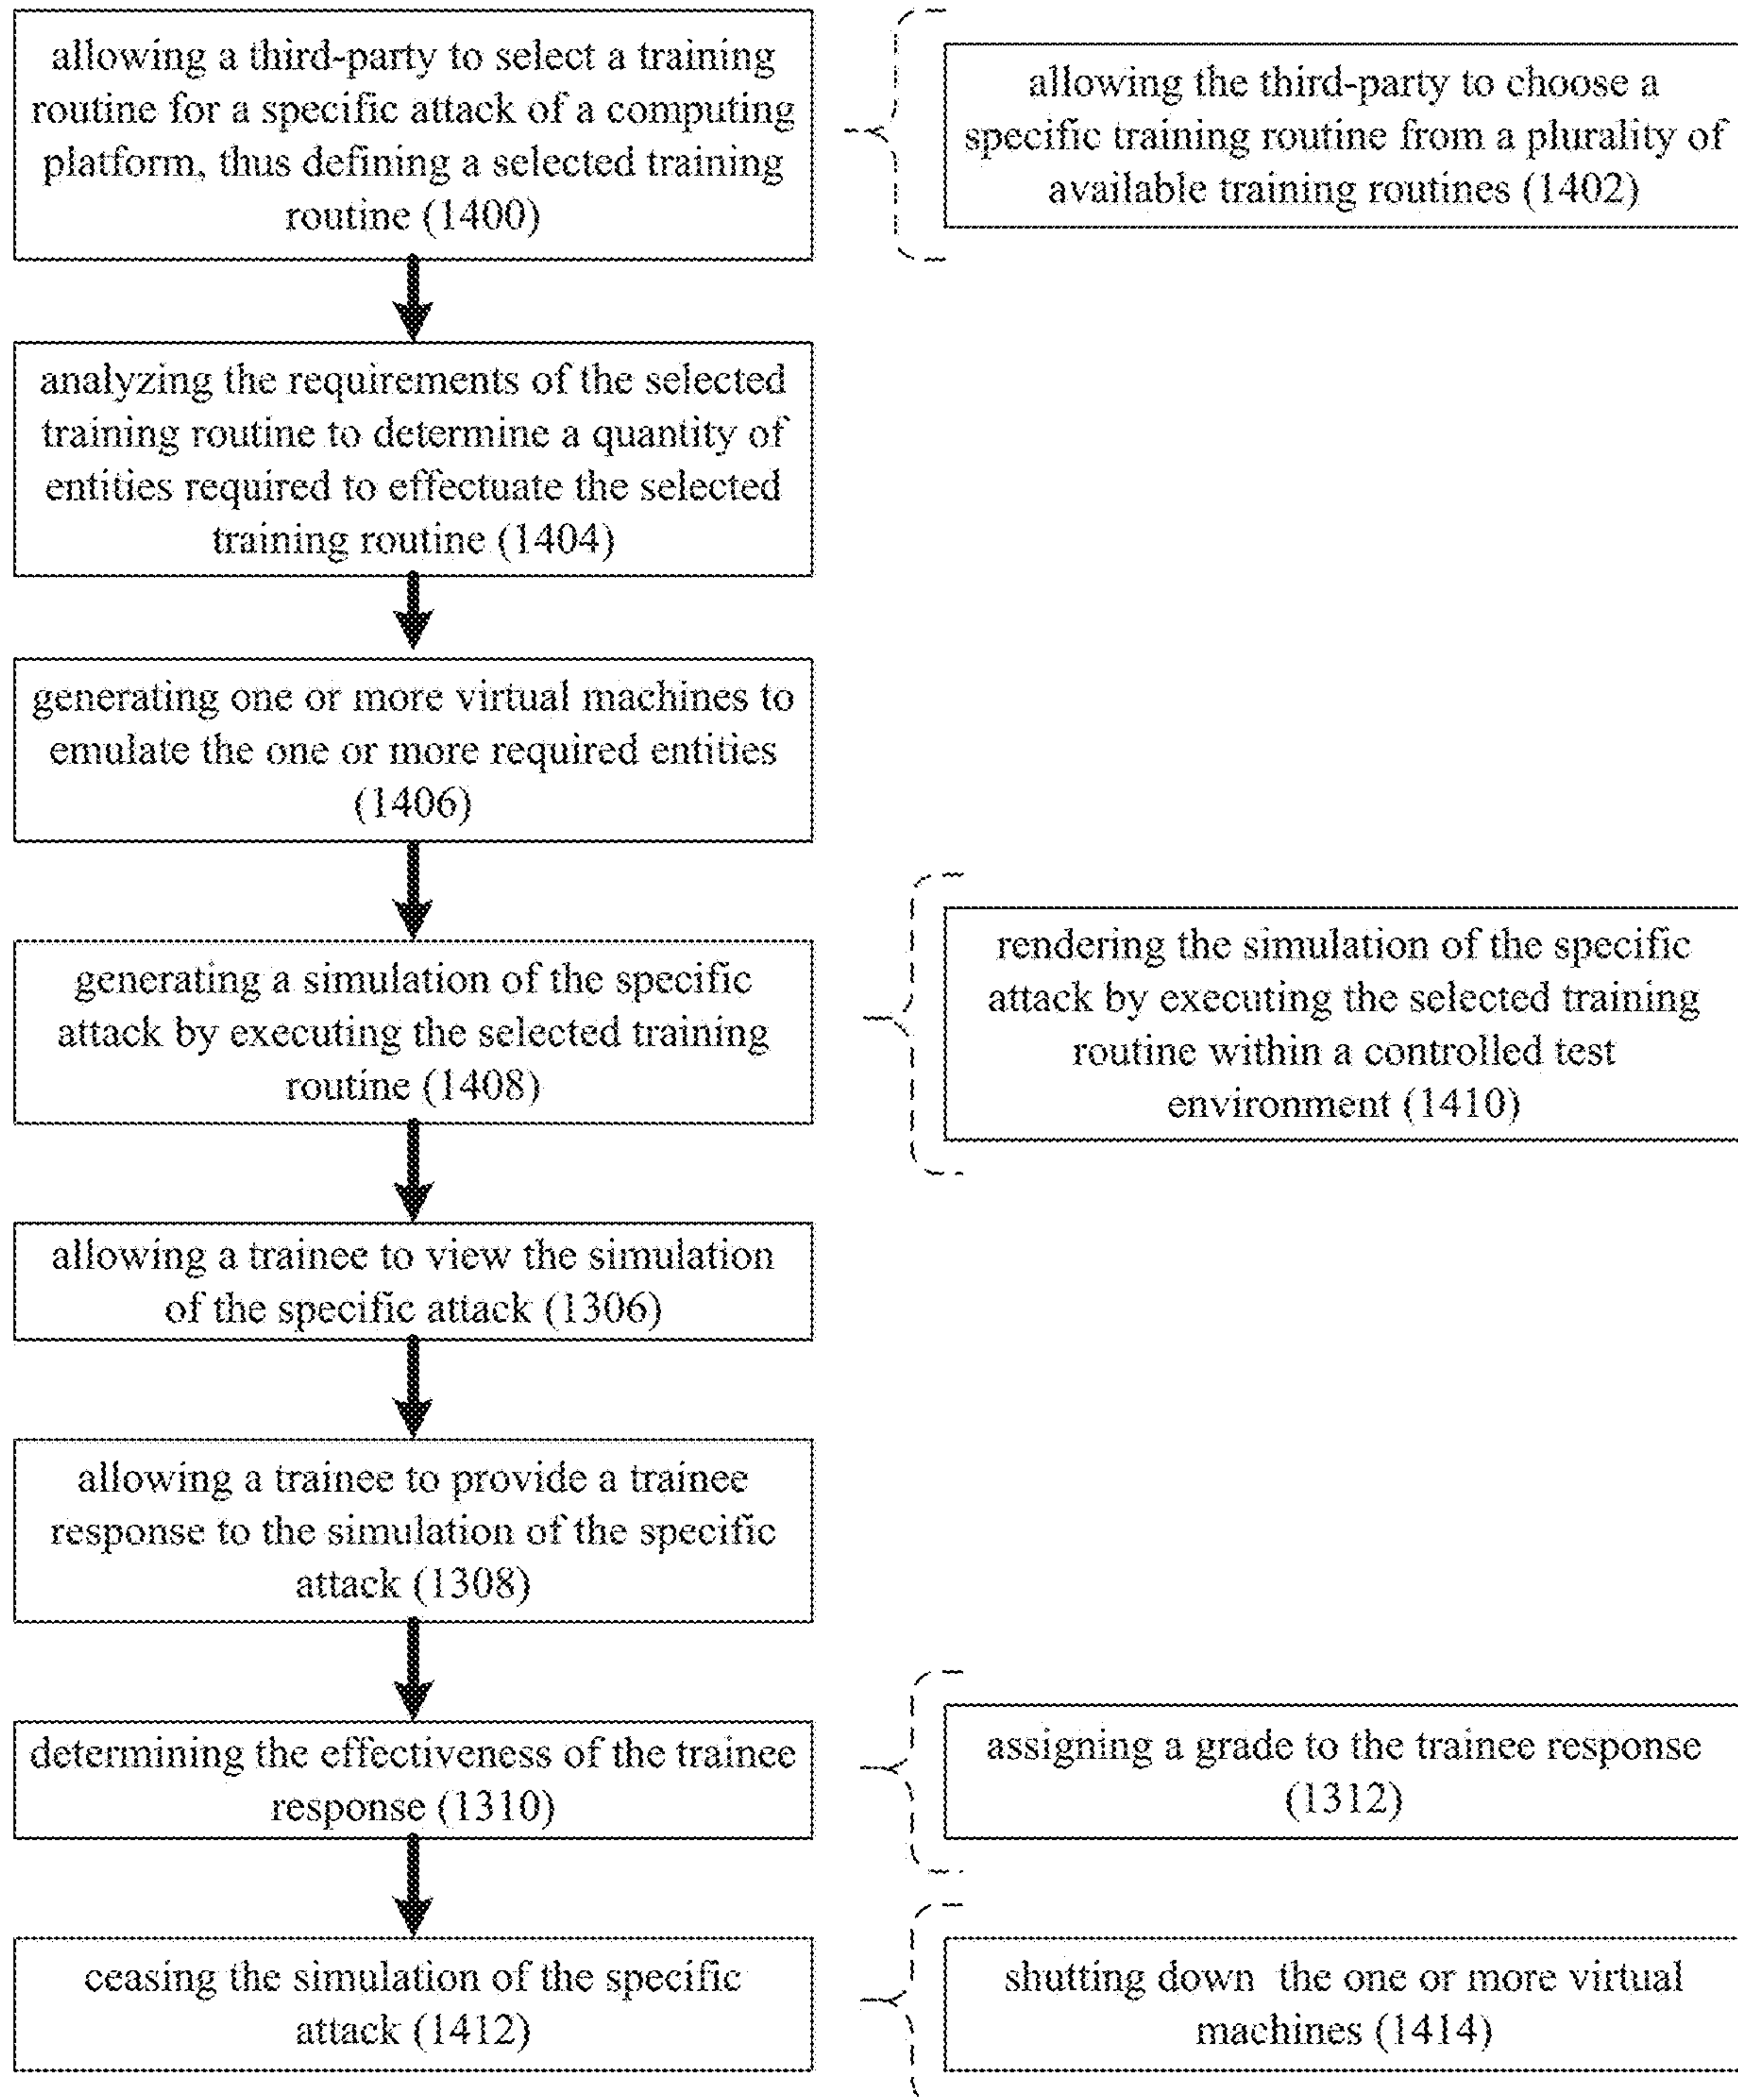 allowing a third-party to select a training
routine for a specific attack of a computing
platform, thus defining a selected training
routine (1400)
allowing the third-party to choose a
specific training routine from a plurality of
available training routines (1402)
analyzing the requirements of the selected
training routine to determine a quantity of
entities required to effectuate the selected
training routine (1404)
generating one or more virtual machines to
emulate the one or more required entities
(1406)
generating a simulation of the specific
attack by executing the selected training
routine (1408)
rendering the simulation of the specific
attack by executing the selected training
routine within a controlled test
environment (1410)
allowing a trainee to view the simulation
of the specific attack (1306)
allowing a trainee to provide a trainee
response to the simulation of the specific
attack (1308)
determining the effectiveness of the trainee
response (1310)
assigning a grade to the trainee response
(1312)
ceasing the simulation of the specific
attack (1412)
shutting down the one or more virtual
machines (1414)